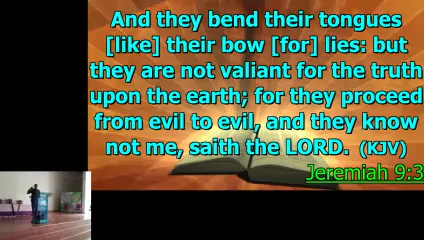 And they bend their tongues
[like] their bow [for] lies: but
they are not valiant for the truth
upon the earth; for they proceed
from evil to evil, and they know
not me, saith the LORD. (KJV)
Jeremiah 9:3